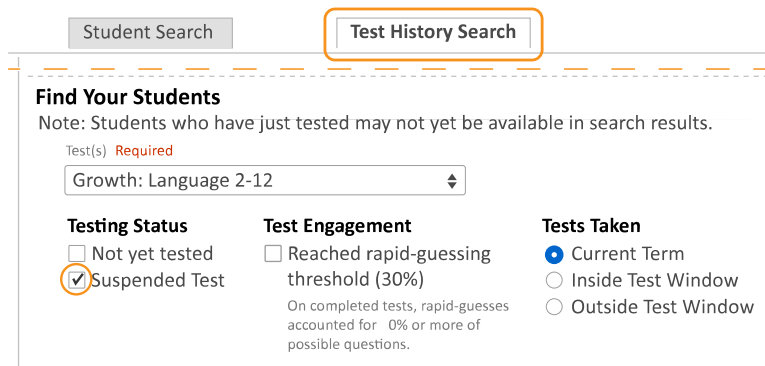 Student Search
Test History Search
Find Your Students
Note: Students who have just tested may not yet be available in search results.
Test(s) Required
Growth: Language 2-12
Testing Status
Not yet tested
Suspended Test
Test Engagement
Reached rapid-guessing
threshold (30%)
On completed tests, rapid-guesses
accounted for 0% or more of
possible questions.
Tests Taken
Current Term
Inside Test Window
Outside Test Window